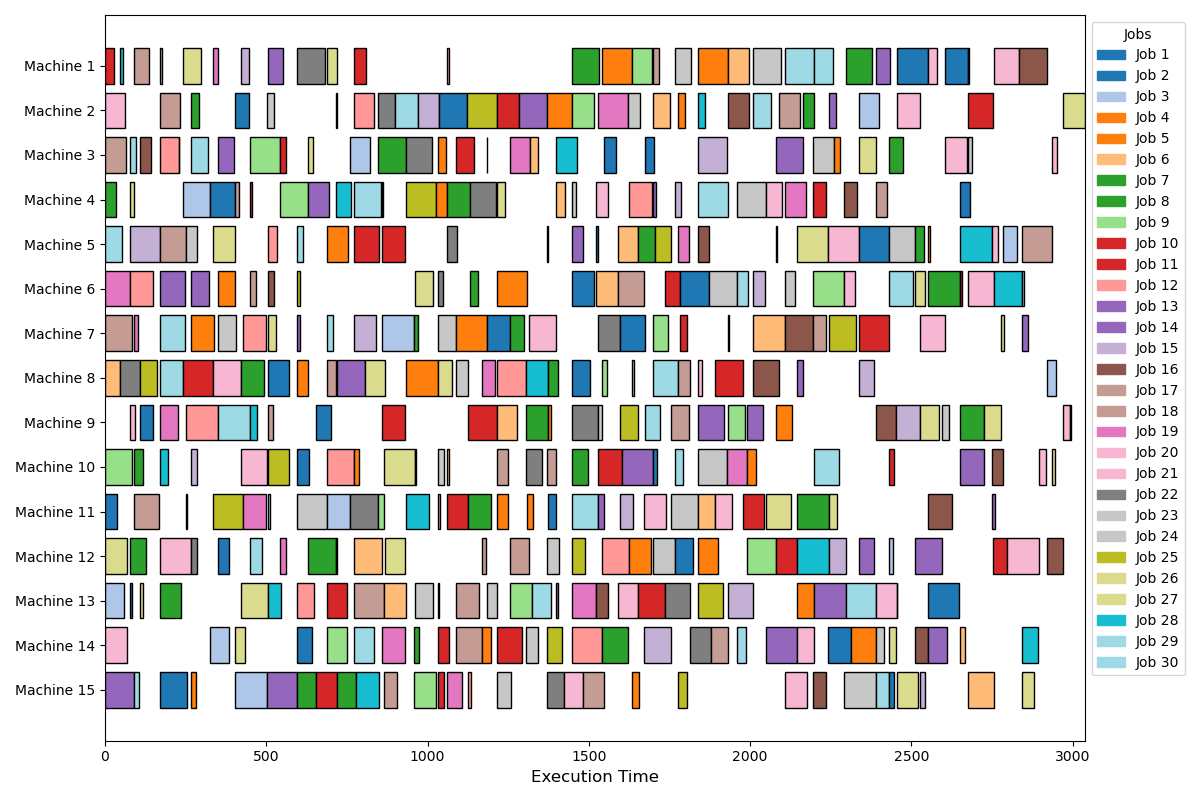 Machine 1
Machine 2
Machine 3
Machine 4
Machine 5
Machine 6
Machine 7
Machine 8
Machine 9
Machine 10
Machine 11
Machine 12
Machine 13
Machine 14
Machine 15
0 500 1000 1500 2000 2500 3000
Execution Time
Jobs
Job 1
Job 2
Job 3
Job 4
Job 5
Job 6
Job 7
Job 8
Job 9
Job 10
Job 11
Job 12
Job 13
Job 14
Job 15
Job 16
Job 17
Job 18
Job 19
Job 20
Job 21
Job 22
Job 23
Job 24
Job 25
Job 26
Job 27
Job 28
Job 29
Job 30